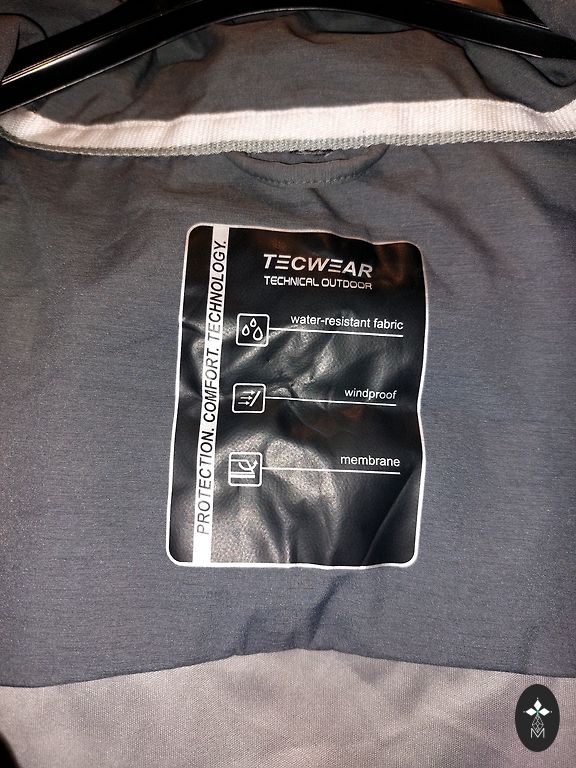 TECWEAR
TECHNICAL OUTDOOR
water-resistant fabric
windproof
membrane
PROTECTION. COMFORT. TECHNOLOGY.
M